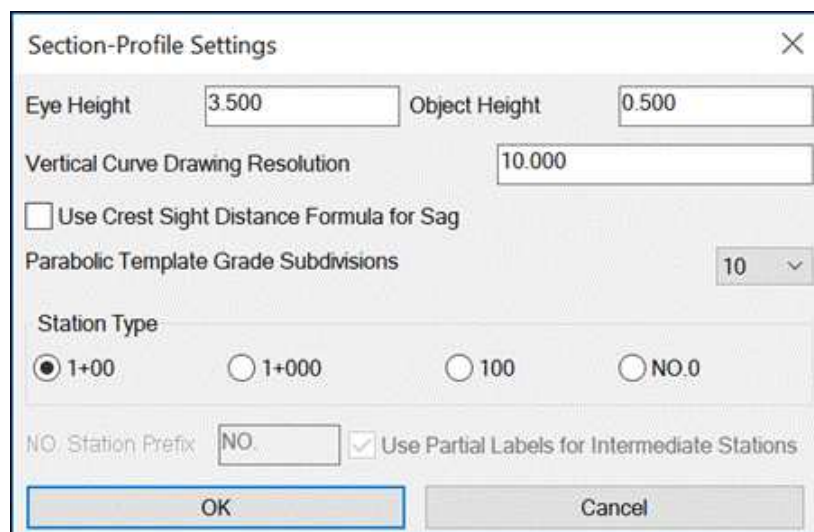 Section-Profile Settings
Eye Height 3.500 Object Height 0.500
Vertical Curve Drawing Resolution 10.000
Use Crest Sight Distance Formula for Sag
Parabolic Template Grade Subdivisions 10
Station Type
1+00 1+000 100 NO.0
NO. Station Prefix NO. Use Partial Labels for Intermediate Stations
OK Cancel